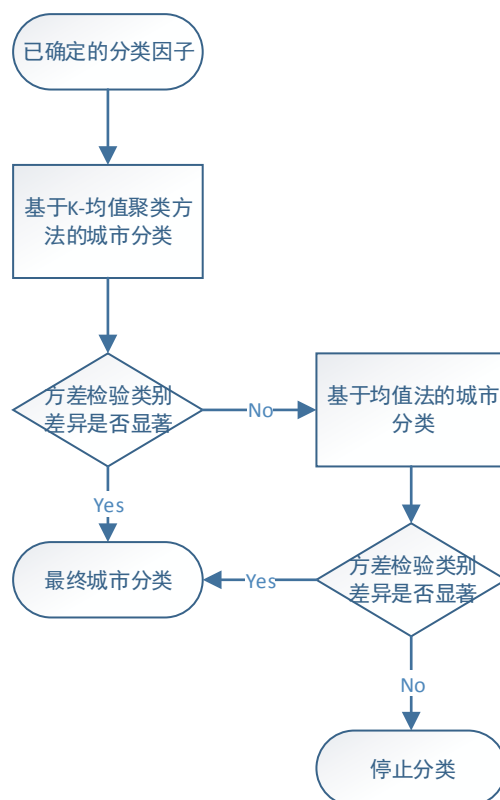 已确定的分类因子
基于K-均值聚类方
法的城市分类
方差检验类别
差异是否显著
No
基于均值法的城市
分类
Yes
最终城市分类
Yes
方差检验类别
差异是否显著
No
停止分类